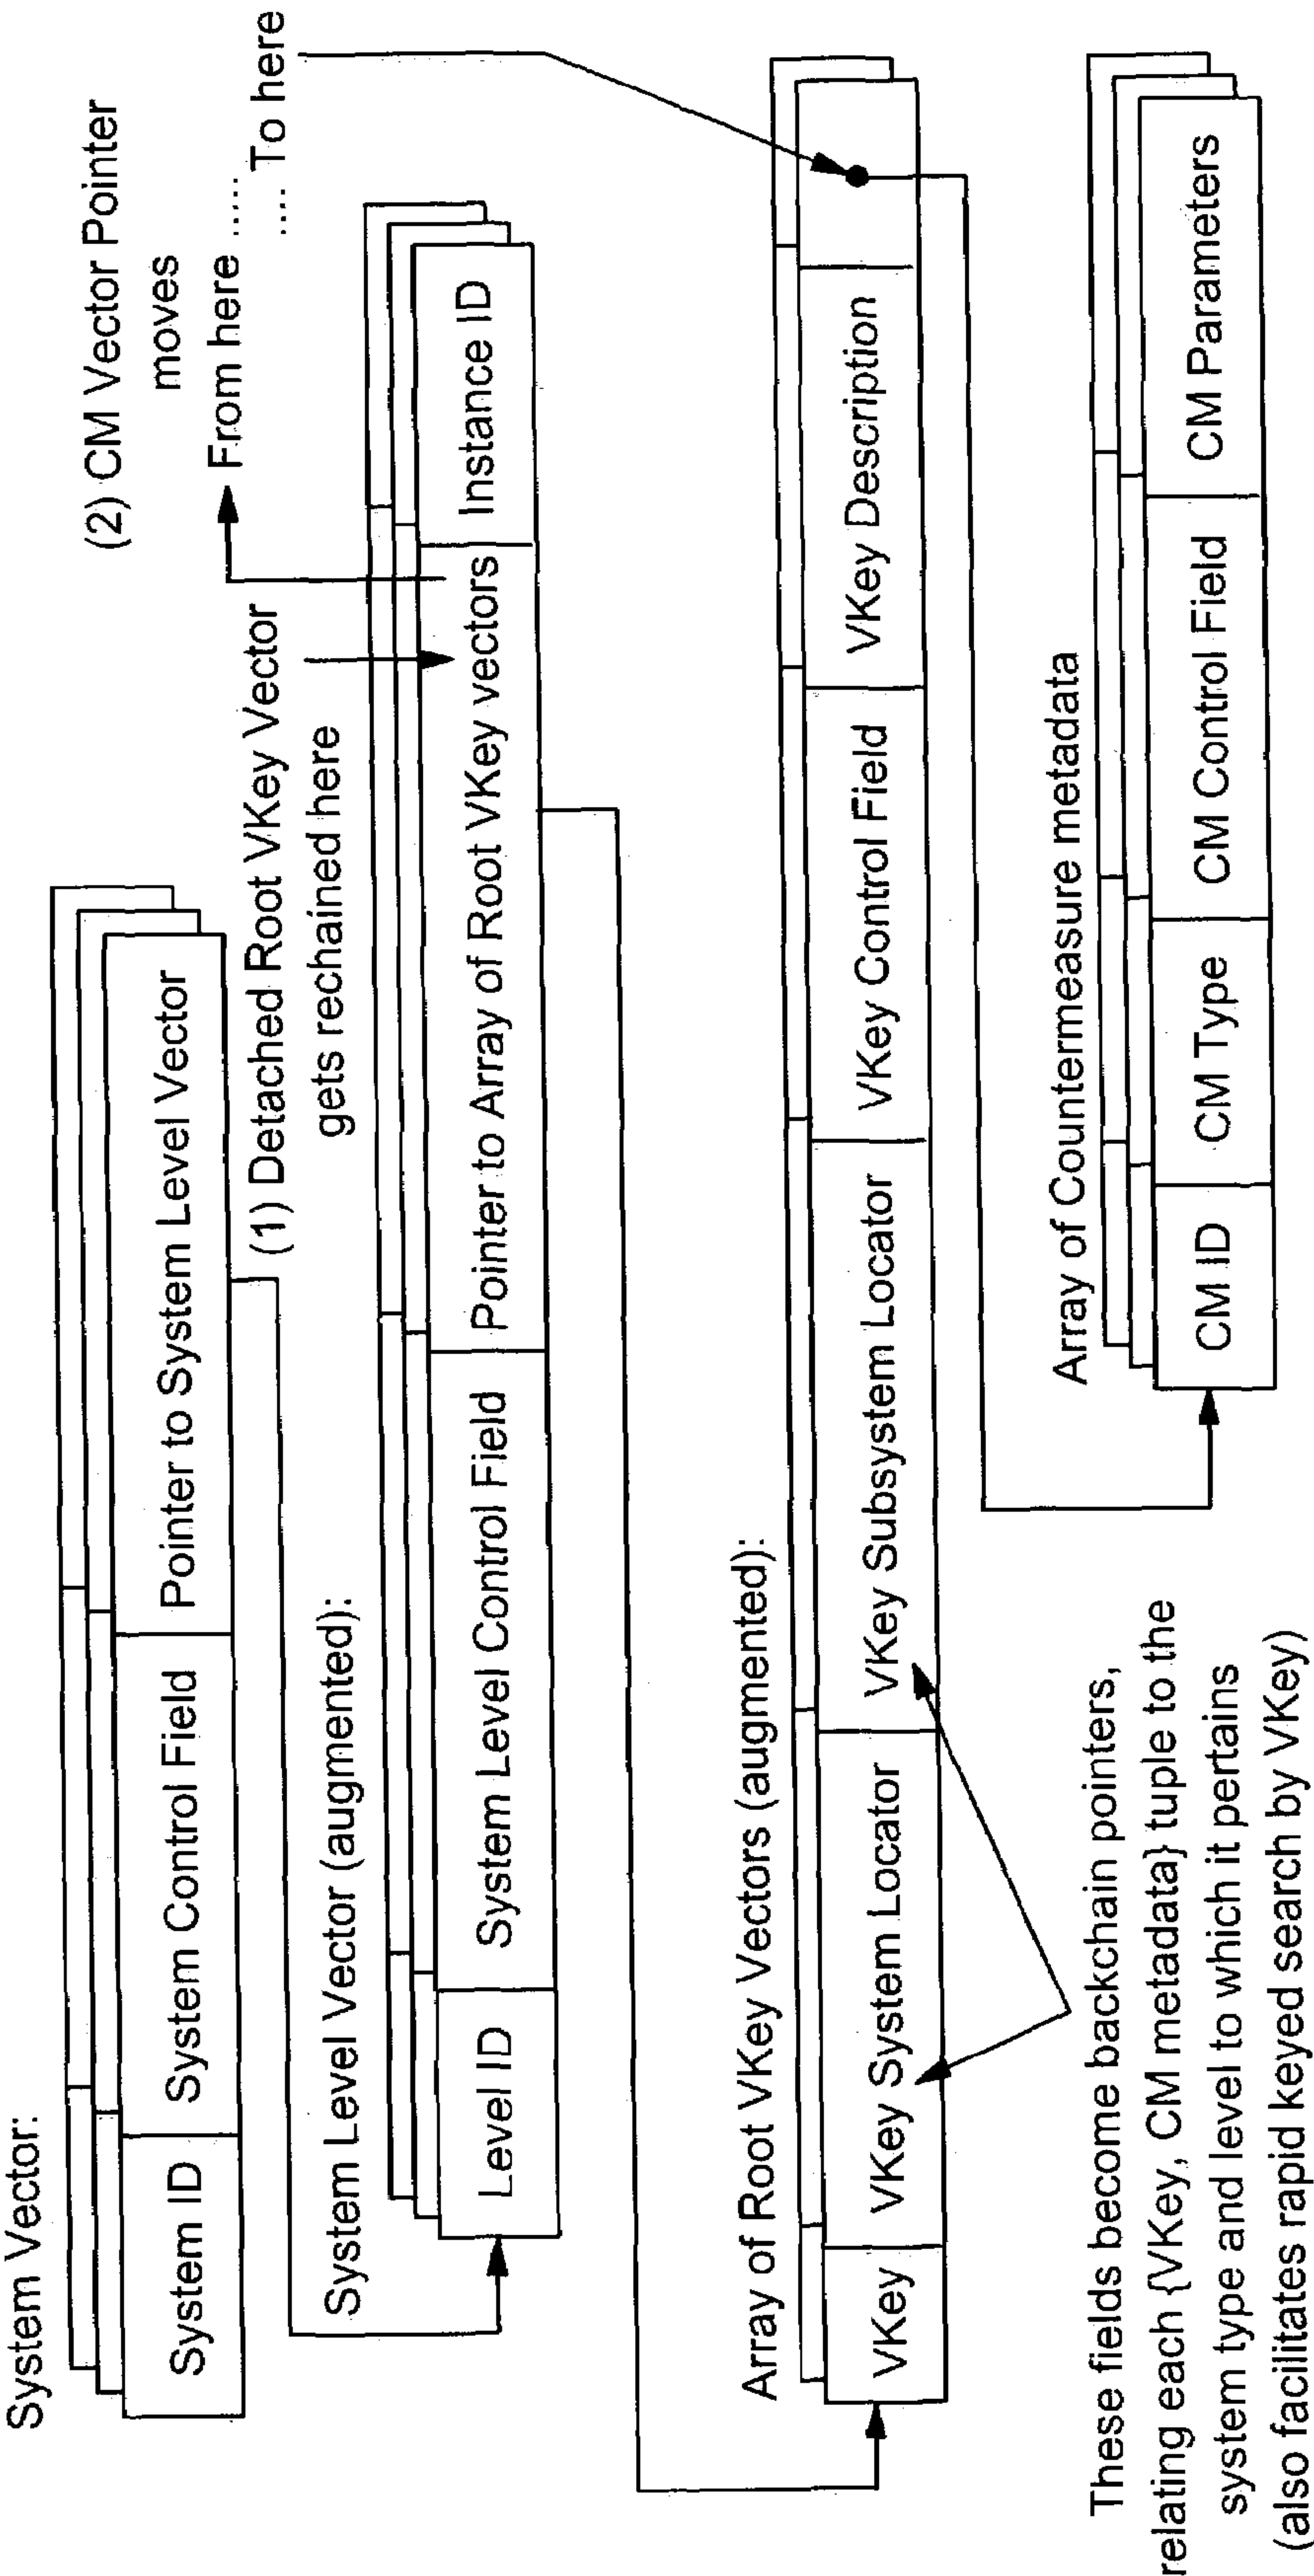 System Vector:
System ID
System Control Field
Pointer to System Level Vector
(2) CM Vector Pointer
moves
From here .....
.... To here
(1) Detached Root VKey Vector
gets rechained here
System Level Vector (augmented):
Level ID
System Level Control Field
Pointer to Array of Root VKey vectors
Instance ID
Array of Root VKey Vectors (augmented):
VKey
VKey System Locator
VKey Subsystem Locator
VKey Control Field
VKey Description
Array of Countermeasure metadata
CM ID
CM Type
CM Control Field
CM Parameters
These fields become backchain pointers,
relating each {VKey, CM metadata} tuple to the
system type and level to which it pertains
(also facilitates rapid keyed search by VKey)